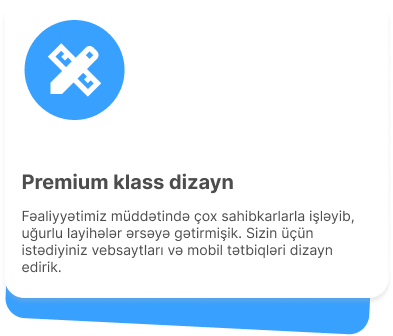 Premium klass dizayn
Fəaliyyətimiz müddətində çox sahibkarlarla işləyib,
uğurlu layihələr ərsəyə gətirmişik. Sizin üçün
istədiyiniz vebsaytları və mobil tətbiqləri dizayn
edirik.